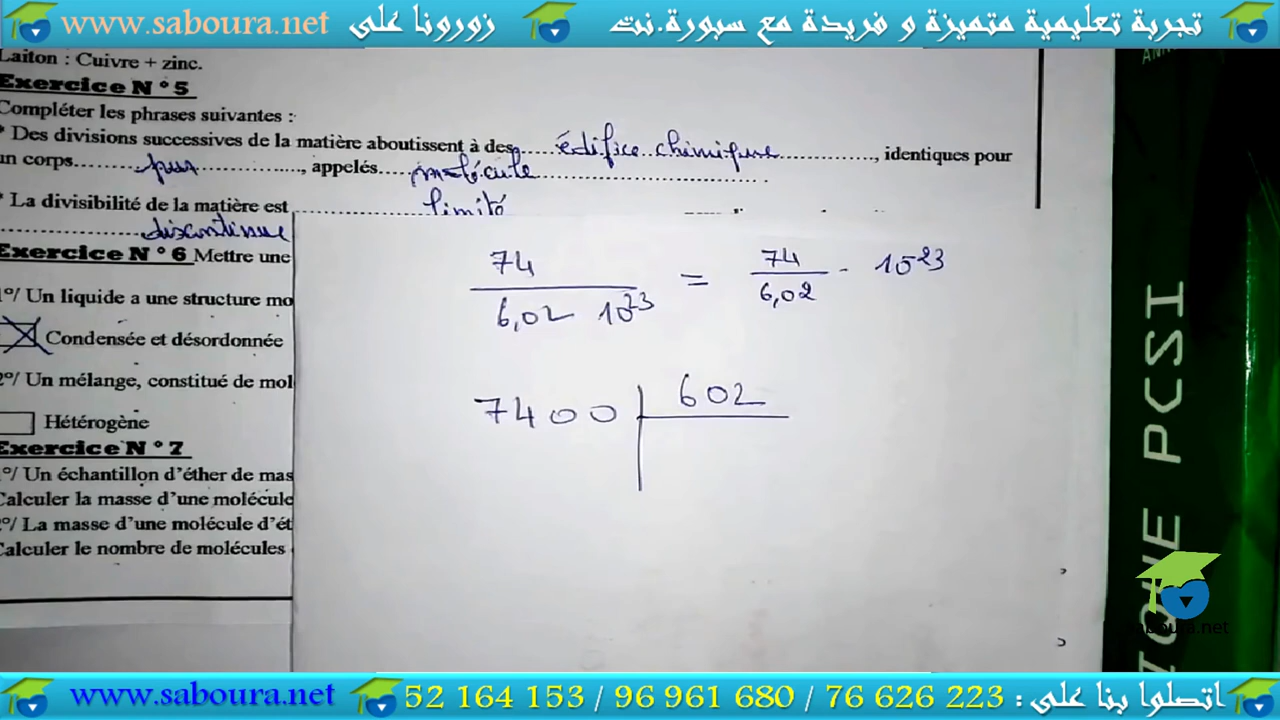 www.saboura.net زورونا على تجربة تعليمية متميزة و فريدة مع سبورة.نت
Laiton : Cuivre + zinc.
Exercice N ° 5
Compléter les phrases suivantes :
* Des divisions successives de la matière aboutissent à des..... édifice chimique ..............., identiques pour
un corps........pur................, appelés.....molécule...............................
* La divisibilité de la matière est ..................... limité
.....................discontinue
Exercice N ° 6 Mettre une
1°/ Un liquide a une structure mo
Condensée et désordonnée
2°/ Un mélange, constitué de mol
Hétérogène
Exercice N ° 7
1°/ Un échantillon d’éther de mas
Calculer la masse d’une molécule
2°/ La masse d’une molécule d’ét
Calculer le nombre de molécules
74 / 6,02 10^23 = 74 / 6,02 . 10^-23
7400 | 602
PCSI
saboura.net
www.saboura.net 52 164 153 / 96 961 680 / 76 626 223 : اتصلوا بنا على